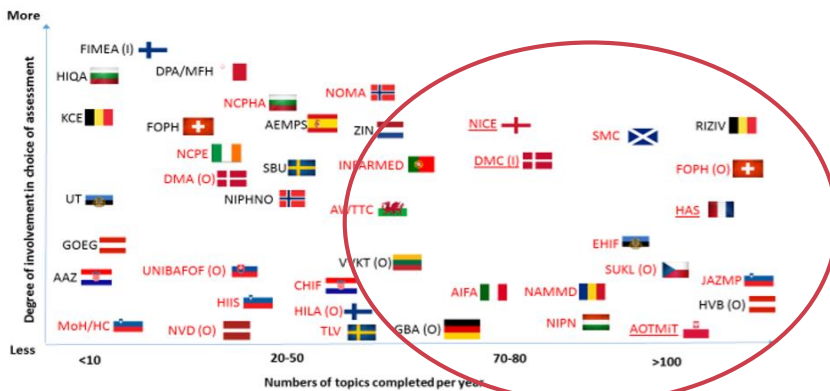 More
Degree of involvement in choice of assessment
FIMEA (I)
HIQA
DPA/MFH
NCPHA
NOMA
KCE
FOPH
AEMPS
ZIN
NICE
SMC
RIZIV
NCPE
SBU
INFARMED
DMC (I)
FOPH (O)
DMA (O)
UT
NIPHNO
AWTTC
HAS
GOEG
EHIF
VVKT (O)
AAZ
UNIBAFOF (O)
CHIF
SUKL (O)
JAZMP
HIIS
AIFA
NAMMD
HVB (O)
HILA (O)
MoH/HC
NVD (O)
TLV
GBA (O)
NIPN
AOTMiT
Less
<10
20-50
70-80
>100
Numbers of topics completed per year